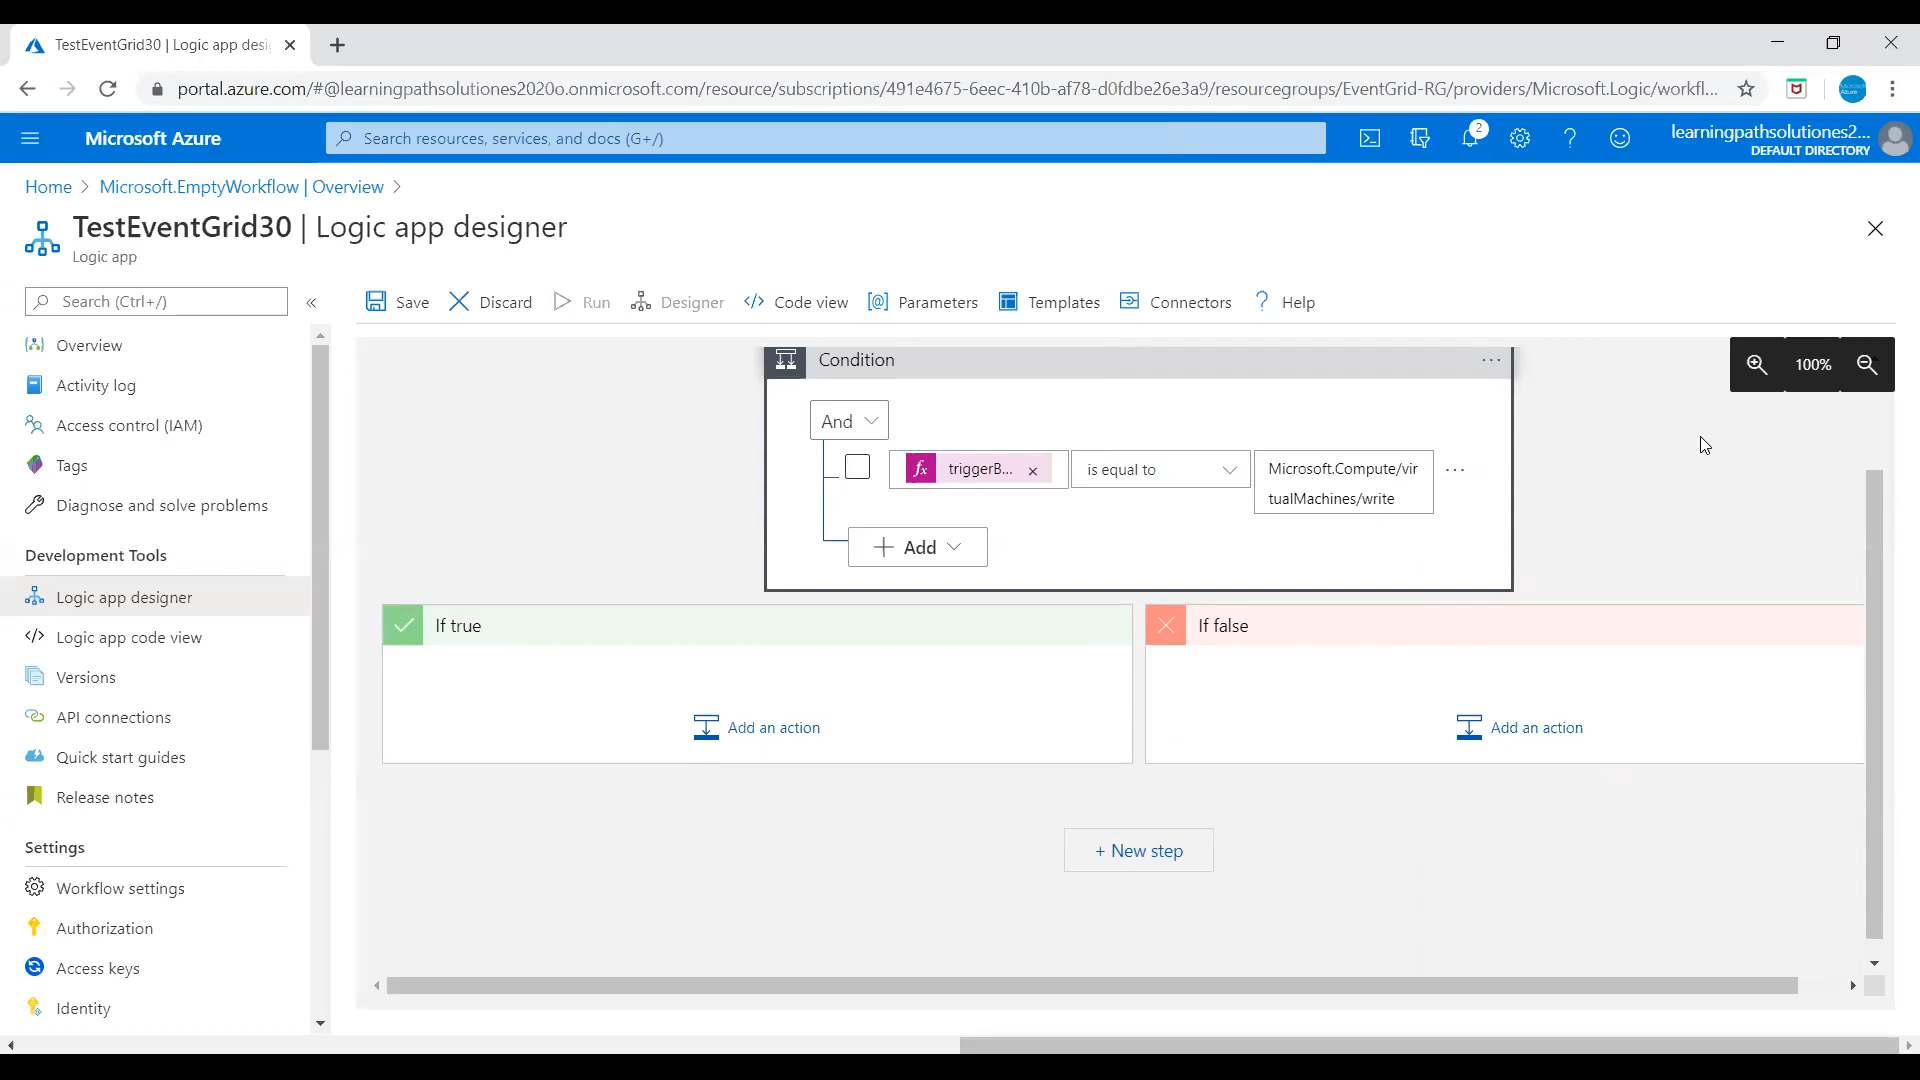 TestEventGrid30 | Logic app desi
portal.azure.com/#@learningpathsolutiones2020o.onmicrosoft.com/resource/subscriptions/491e4675-6eec-410b-af78-d0fdbe26e3a9/resourcegroups/EventGrid-RG/providers/Microsoft.Logic/workfl...
Microsoft Azure
Search resources, services, and docs (G+/)
2
learningpathsolutiones2...
DEFAULT DIRECTORY
Home > Microsoft.EmptyWorkflow | Overview >
TestEventGrid30 | Logic app designer
Logic app
Search (Ctrl+/)
Save
Discard
Run
Designer
Code view
Parameters
Templates
Connectors
Help
Overview
Activity log
Access control (IAM)
Tags
Diagnose and solve problems
Development Tools
Logic app designer
Logic app code view
Versions
API connections
Quick start guides
Release notes
Settings
Workflow settings
Authorization
Access keys
Identity
Condition
100%
And
fx triggerB... x
is equal to
Microsoft.Compute/vir
tualMachines/write
+ Add
If true
Add an action
If false
Add an action
+ New step